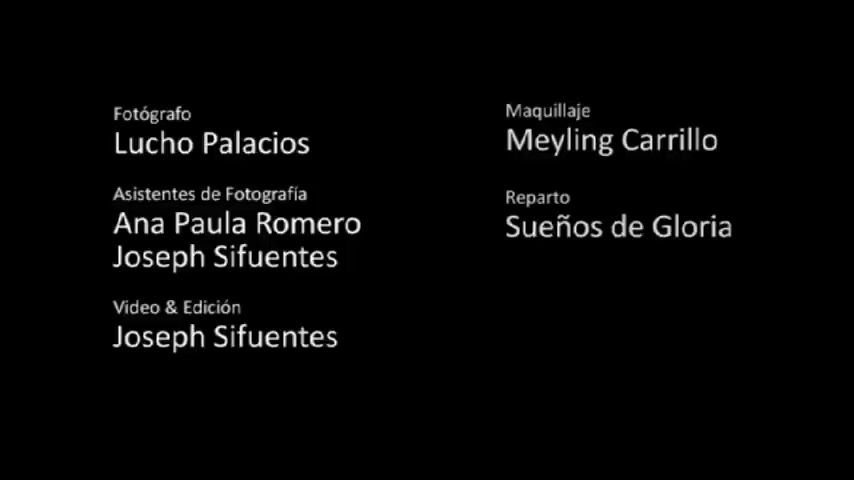 Fotógrafo
Lucho Palacios
Asistentes de Fotografía
Ana Paula Romero
Joseph Sifuentes
Video & Edición
Joseph Sifuentes
Maquillaje
Meyling Carrillo
Reparto
Sueños de Gloria